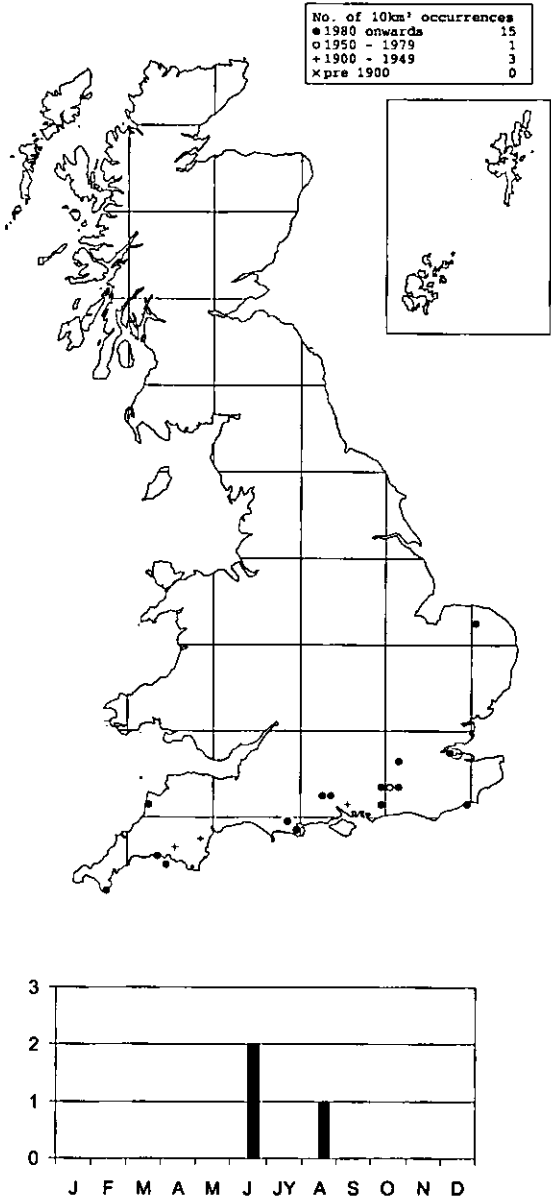 No. of 10km² occurrences
● 1980 onwards 15
○ 1950 - 1979 1
+ 1900 - 1949 3
× pre 1900 0
3
2
1
0
J F M A M J JY A S O N D